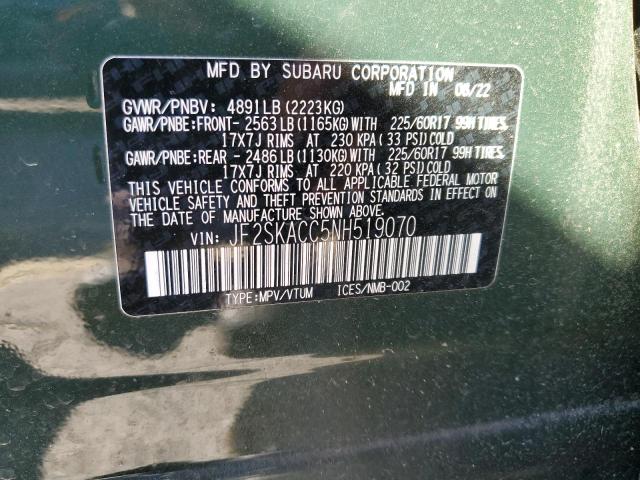 MFD BY SUBARU CORPORATION
MFD IN 08/22
GVWR/PNBV: 4891LB (2223KG)
GAWR/PNBE:FRONT- 2563LB (1165KG)WITH 225/60R17 99H TIRES,
17X7J RIMS AT 230 KPA ( 33 PSI) COLD
GAWR/PNBE:REAR - 2486LB (1130KG)WITH 225/60R17 99H TIRES,
17X7J RIMS AT 220 KPA ( 32 PSI) COLD
THIS VEHICLE CONFORMS TO ALL APPLICABLE FEDERAL MOTOR
VEHICLE SAFETY AND THEFT PREVENTION STANDARDS
IN EFFECT ON THE DATE OF MANUFACTURE SHOWN ABOVE.
VIN: JF2SKACC5NH519070
TYPE:MPV/VTUM ICES/NMB-002